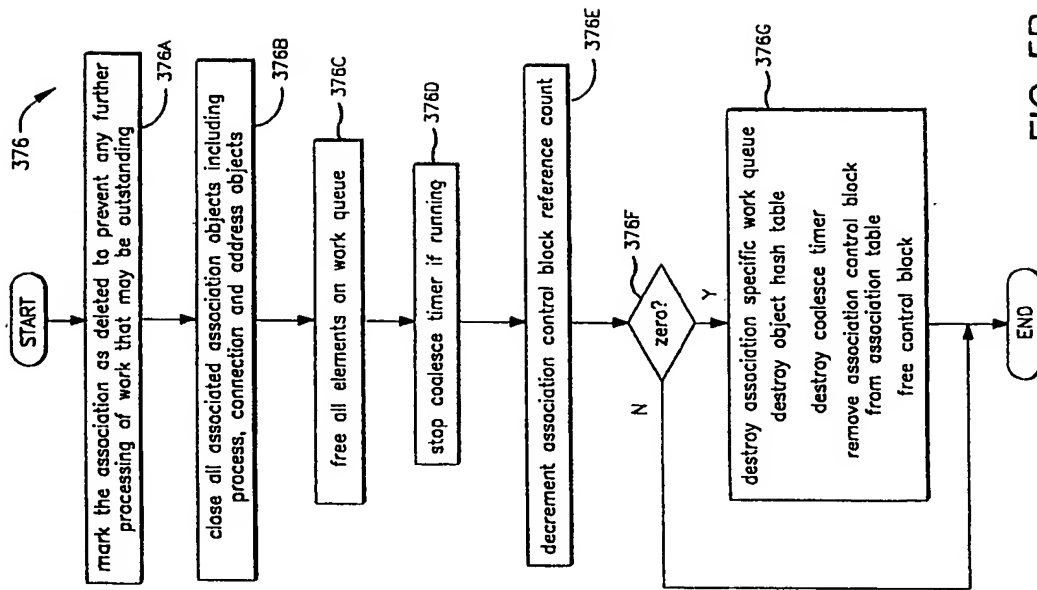 376
START
mark the association as deleted to prevent any further
processing of work that may be outstanding
376A
close all associated association objects including
process, connection and address objects
376B
free all elements on work queue
376C
stop coalesce timer if running
376D
decrement association control block reference count
376E
zero?
376F
N
Y
destroy association specific work queue
destroy object hash table
destroy coalesce timer
remove association control block
from association table
free control block
376G
END